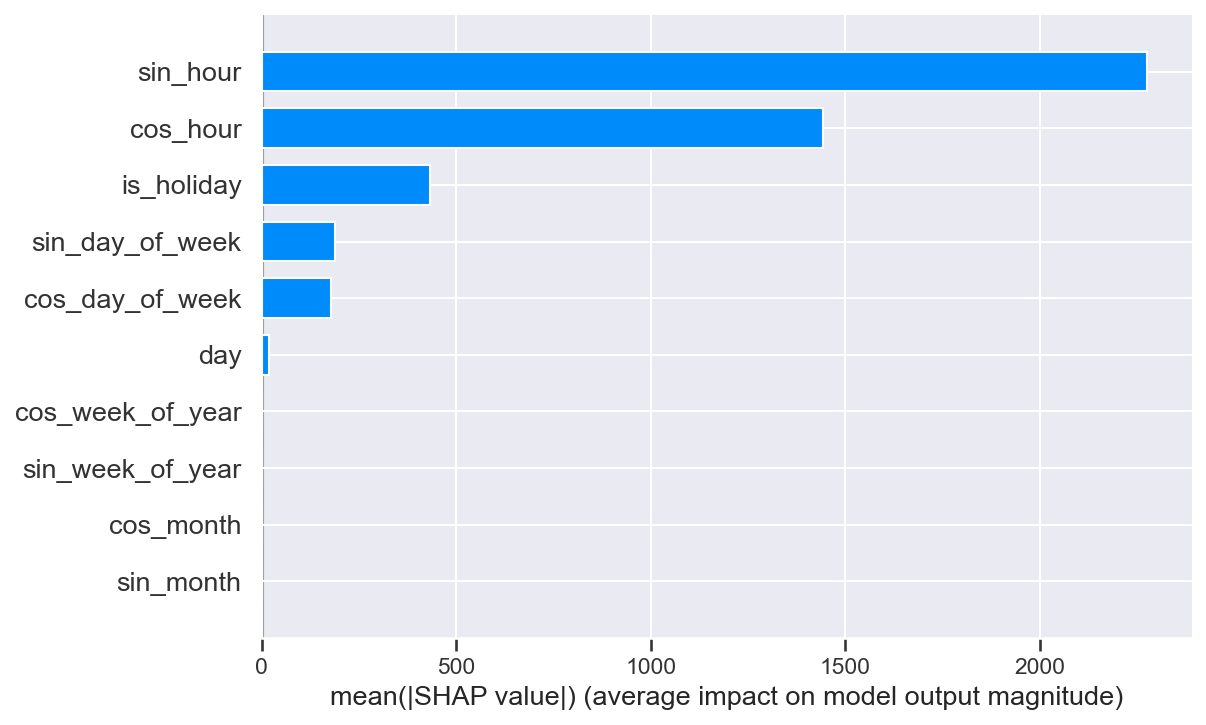 sin_hour
cos_hour
is_holiday
sin_day_of_week
cos_day_of_week
day
cos_week_of_year
sin_week_of_year
cos_month
sin_month
0 500 1000 1500 2000
mean(|SHAP value|) (average impact on model output magnitude)